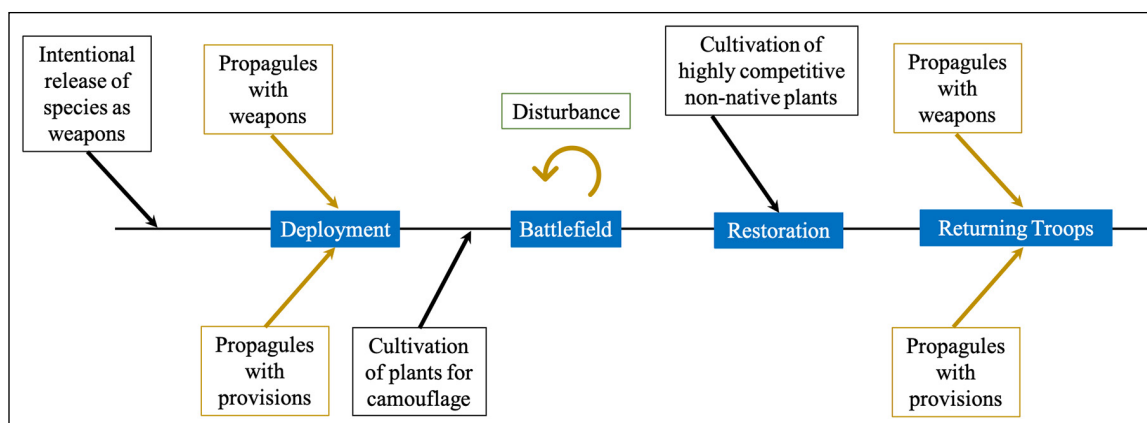 Intentional
release of
species as
weapons
Propagules
with
weapons
Disturbance
Cultivation of
highly competitive
non-native plants
Propagules
with
weapons
Deployment
Battlefield
Restoration
Returning Troops
Propagules
with
provisions
Cultivation
of plants for
camouflage
Propagules
with
provisions